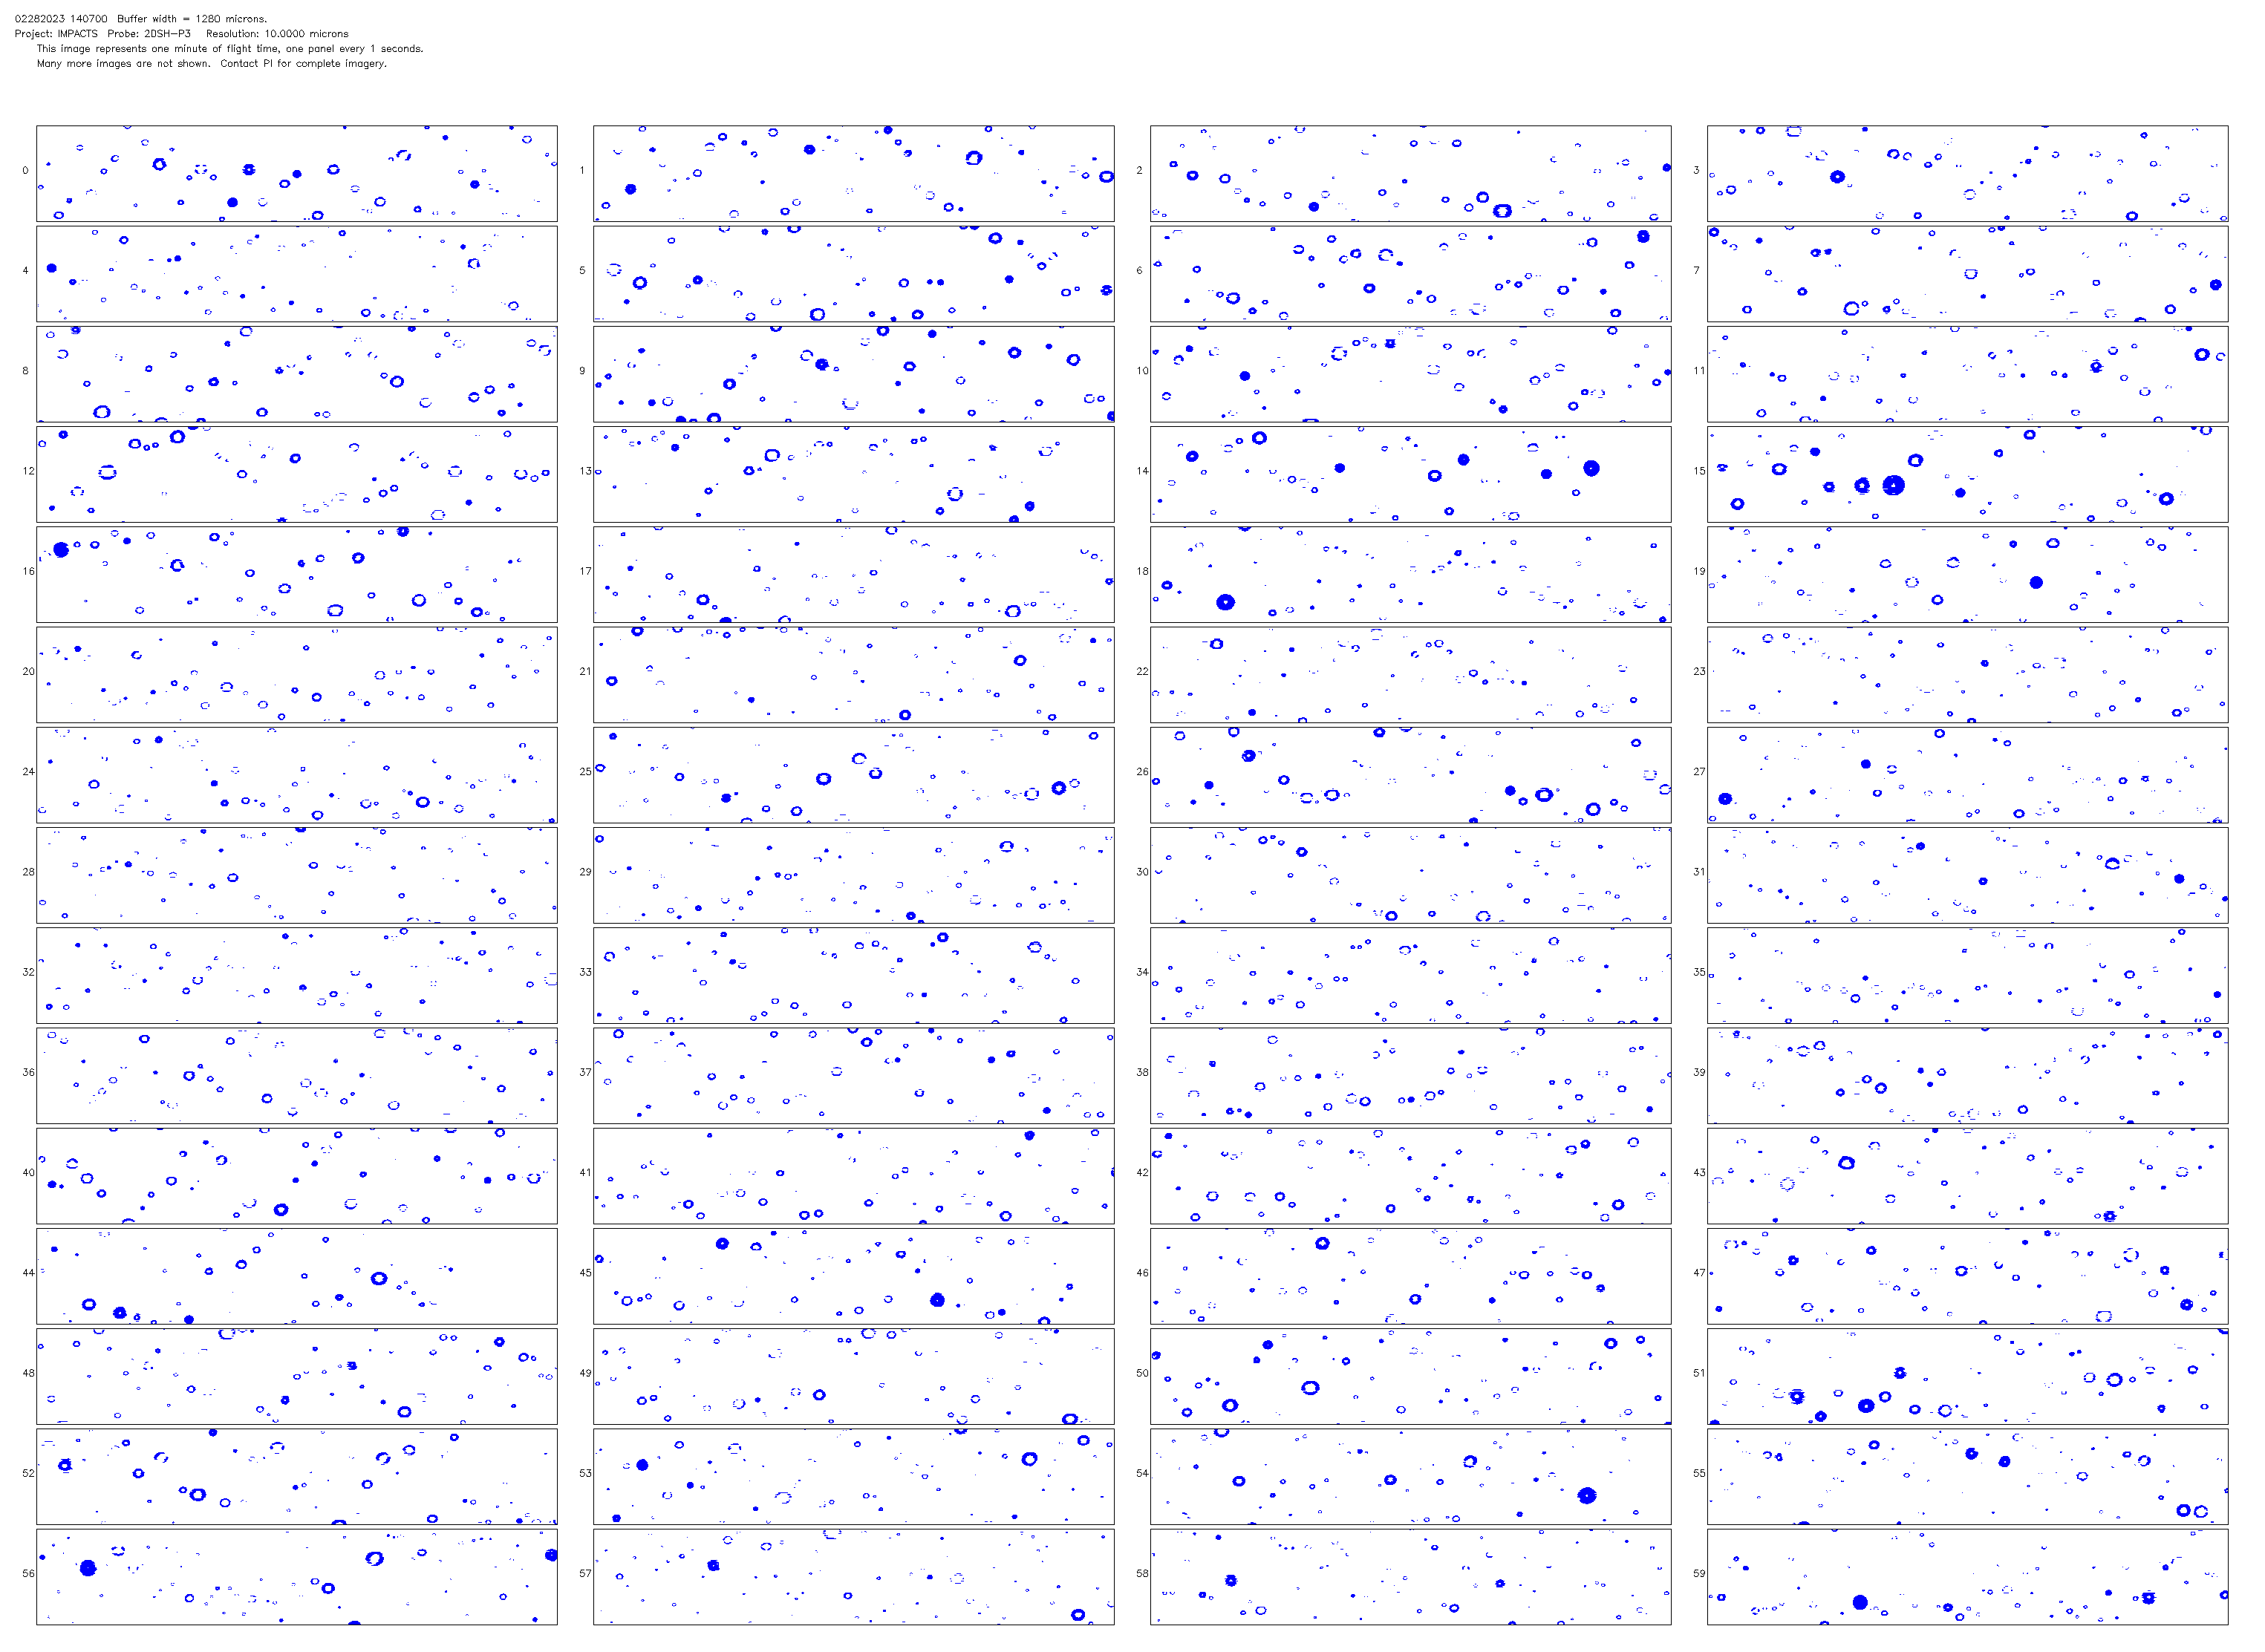 02282023 140700  Buffer width = 1280 microns.
Project: IMPACTS  Probe: 2DSH-P3    Resolution: 10.0000 microns
This image represents one minute of flight time, one panel every 1 seconds.
Many more images are not shown.  Contact PI for complete imagery.
0 1 2 3
4 5 6 7
8 9 10 11
12 13 14 15
16 17 18 19
20 21 22 23
24 25 26 27
28 29 30 31
32 33 34 35
36 37 38 39
40 41 42 43
44 45 46 47
48 49 50 51
52 53 54 55
56 57 58 59